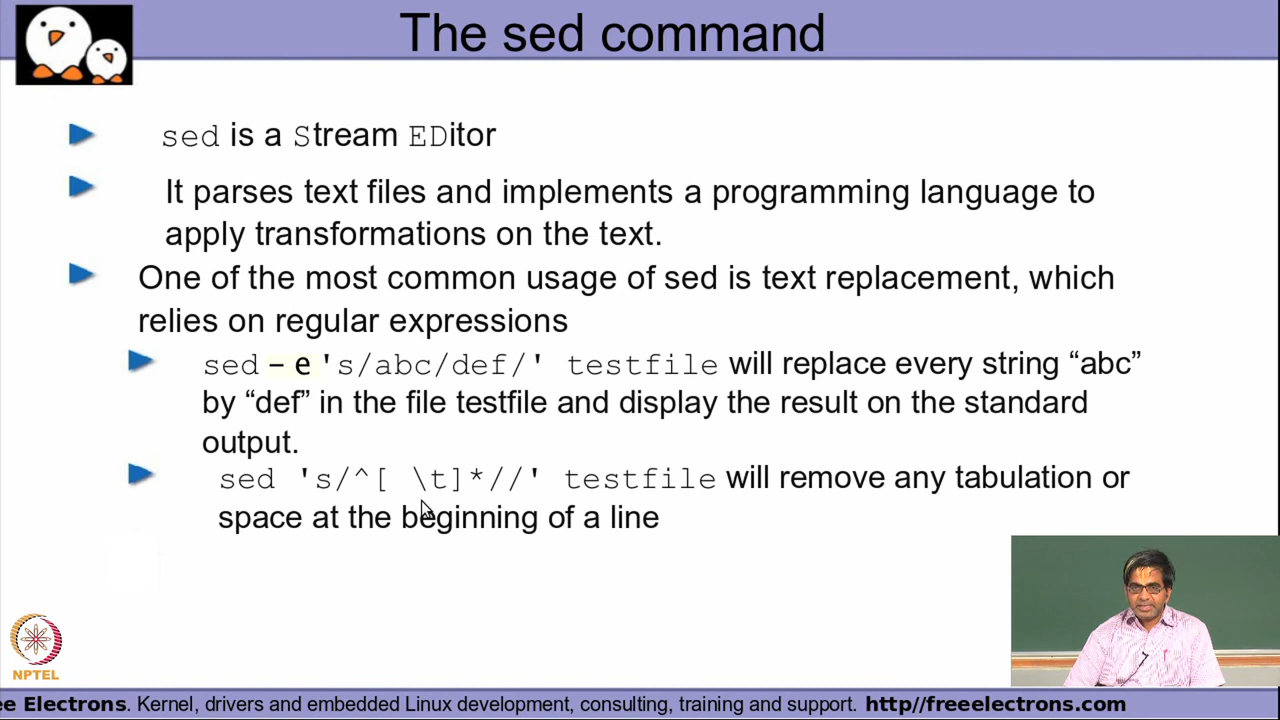 The sed command
sed is a Stream EDitor
It parses text files and implements a programming language to
apply transformations on the text.
One of the most common usage of sed is text replacement, which
relies on regular expressions
sed – e 's/abc/def/' testfile will replace every string “abc”
by “def” in the file testfile and display the result on the standard
output.
sed 's/^[ \t]*//' testfile will remove any tabulation or
space at the beginning of a line
NPTEL
ee Electrons. Kernel, drivers and embedded Linux development, consulting, training and support. http//freeelectrons.com